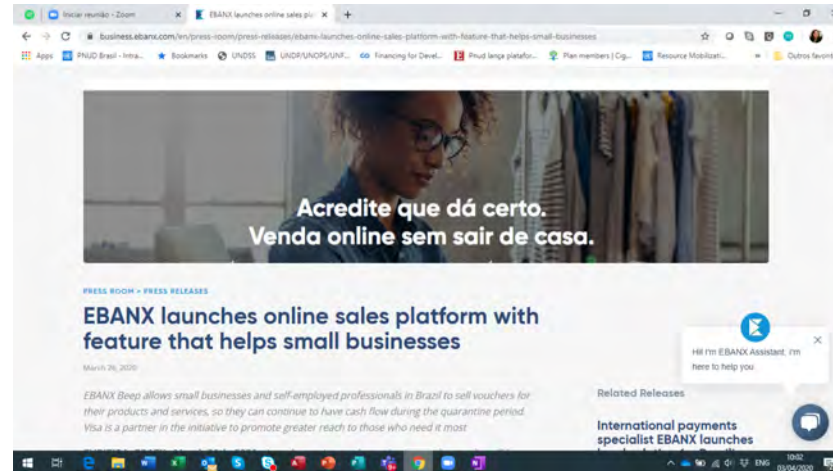 Iniciar reunião - Zoom
EBANX launches online sales pla
business.ebanx.com/en/press-room/press-releases/ebanx-launches-online-sales-platform-with-feature-that-helps-small-businesses
Apps
PNUD Brasil - Intra...
Bookmarks
UNDSS
UNDP/UNOPS/UNF...
Financing for Devel...
Pnud lança platafor...
Plan members | Cig...
Resource Mobilizati...
Outros favorit
Acredite que dá certo.
Venda online sem sair de casa.
PRESS ROOM > PRESS RELEASES
EBANX launches online sales platform with
feature that helps small businesses
March 26, 2020
EBANX Beep allows small businesses and self-employed professionals in Brazil to sell vouchers for
their products and services, so they can continue to have cash flow during the quarantine period.
Visa is a partner in the initiative to promote greater reach to those who need it most
Hi! I'm EBANX Assistant, I'm
here to help you
Related Releases
International payments
specialist EBANX launches
ENG
10:02
03/04/2020